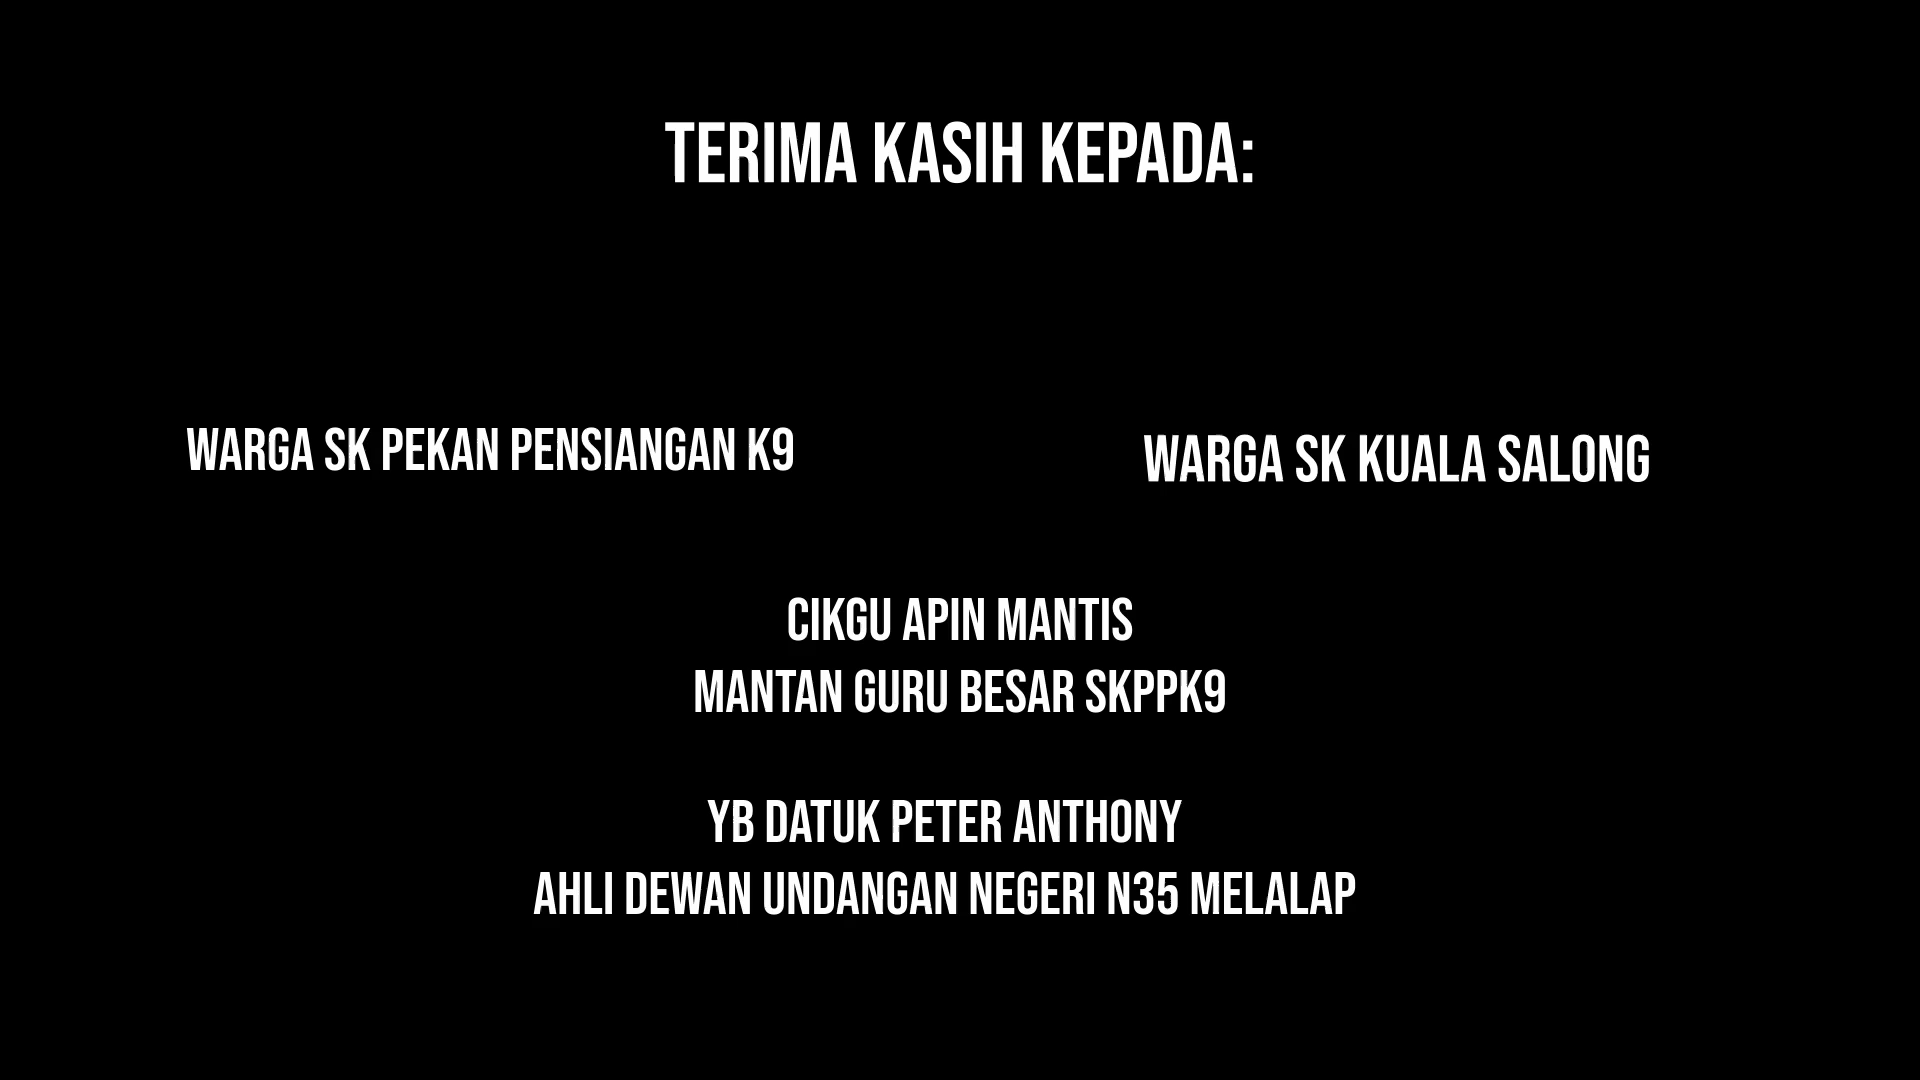 TERIMA KASIH KEPADA:
WARGA SK PEKAN PENSIANGAN K9
WARGA SK KUALA SALONG
CIKGU APIN MANTIS
MANTAN GURU BESAR SKPPK9
YB DATUK PETER ANTHONY
AHLI DEWAN UNDANGAN NEGERI N35 MELALAP